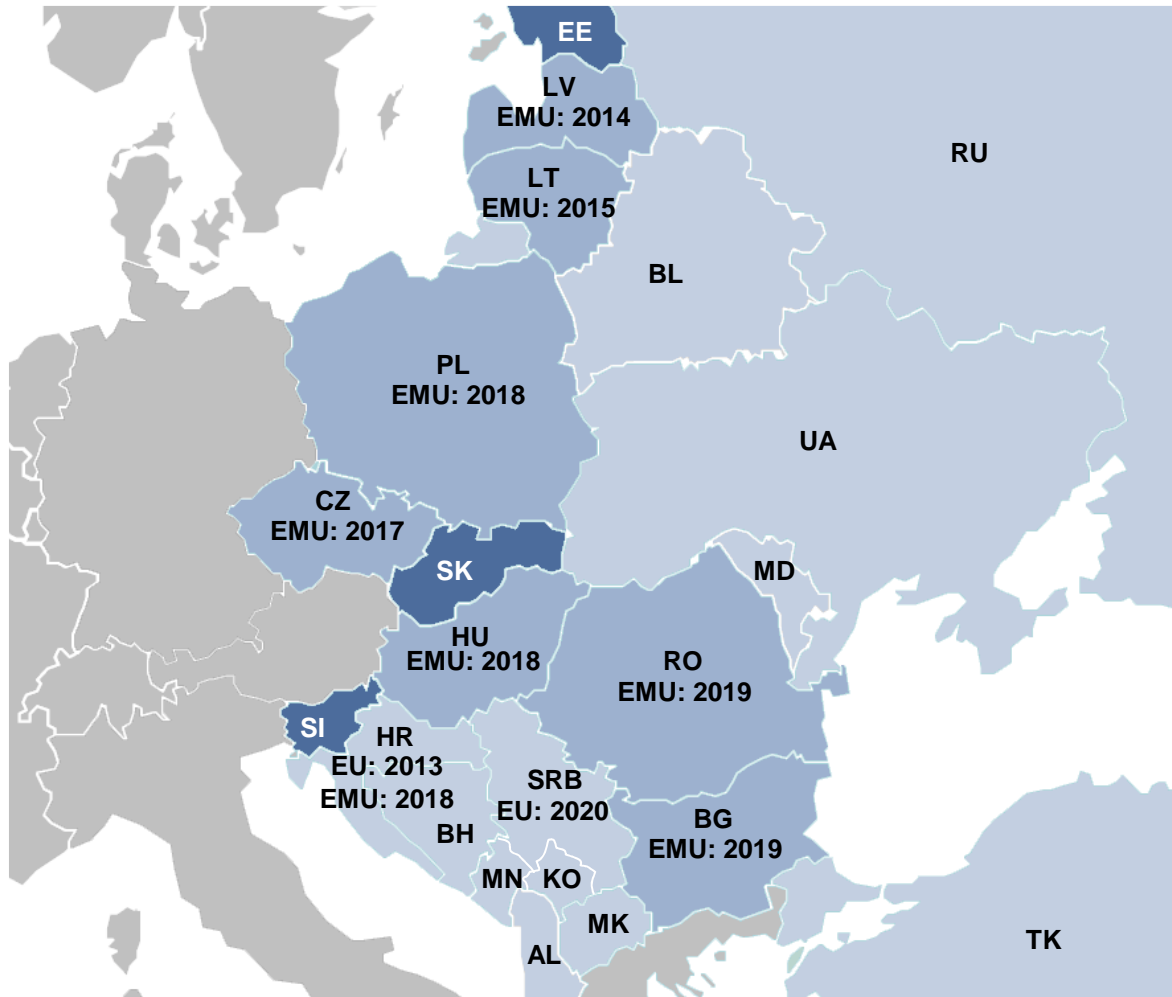 EE
LV
EMU: 2014
RU
LT
EMU: 2015
BL
PL
EMU: 2018
UA
CZ
EMU: 2017
SK
MD
HU
EMU: 2018
RO
EMU: 2019
SI
HR
EU: 2013
EMU: 2018
SRB
EU: 2020
BH
BG
EMU: 2019
MN
KO
MK
AL
TK